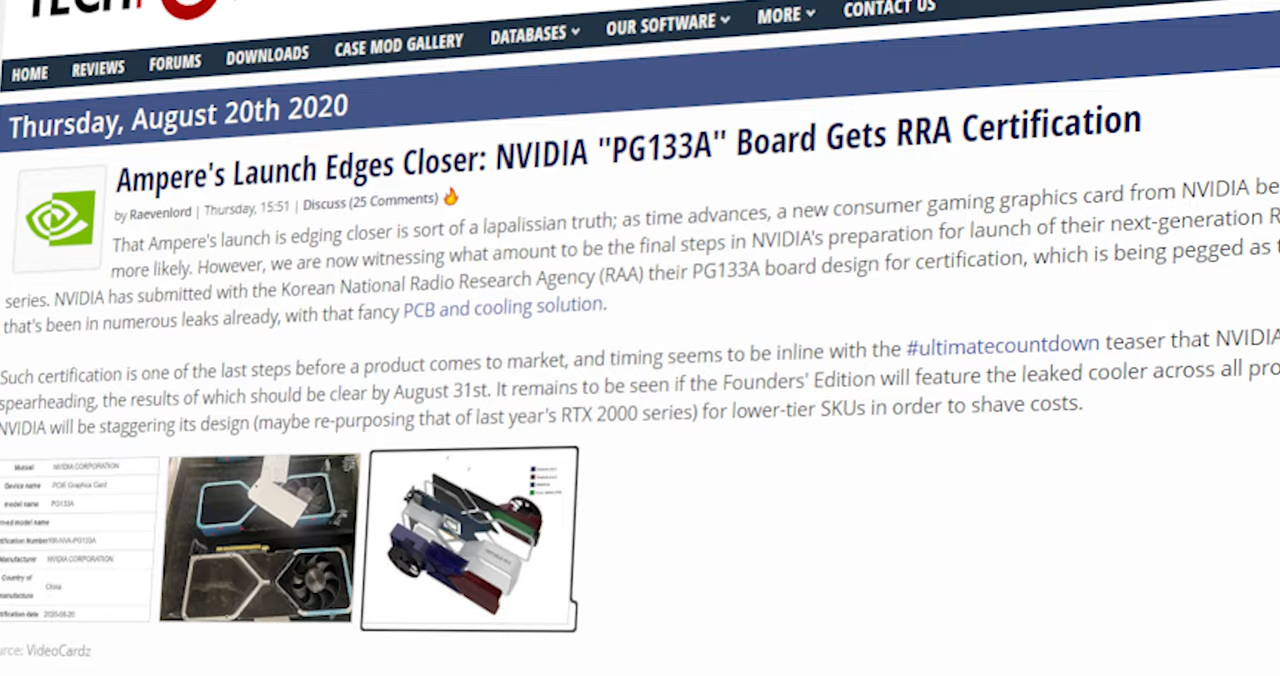 HOME REVIEWS FORUMS DOWNLOADS CASE MOD GALLERY DATABASES OUR SOFTWARE MORE CONTACT US
Thursday, August 20th 2020
Ampere's Launch Edges Closer: NVIDIA "PG133A" Board Gets RRA Certification
by Raevenlord | Thursday, 15:51 | Discuss (25 Comments)
That Ampere's launch is edging closer is sort of a lapalissian truth; as time advances, a new consumer gaming graphics card from NVIDIA be
more likely. However, we are now witnessing what amount to be the final steps in NVIDIA's preparation for launch of their next-generation R
series. NVIDIA has submitted with the Korean National Radio Research Agency (RAA) their PG133A board design for certification, which is being pegged as
that's been in numerous leaks already, with that fancy PCB and cooling solution.
Such certification is one of the last steps before a product comes to market, and timing seems to be inline with the #ultimatecountdown teaser that NVIDIA
spearheading, the results of which should be clear by August 31st. It remains to be seen if the Founders' Edition will feature the leaked cooler across all pro
NVIDIA will be staggering its design (maybe re-purposing that of last year's RTX 2000 series) for lower-tier SKUs in order to shave costs.
NVIDIA CORPORATION
Device name PCIE Graphics Card
model name PG133A
model name
Manufacturer NVIDIA CORPORATION
Country of
China
2020-08-20
urce: VideoCardz